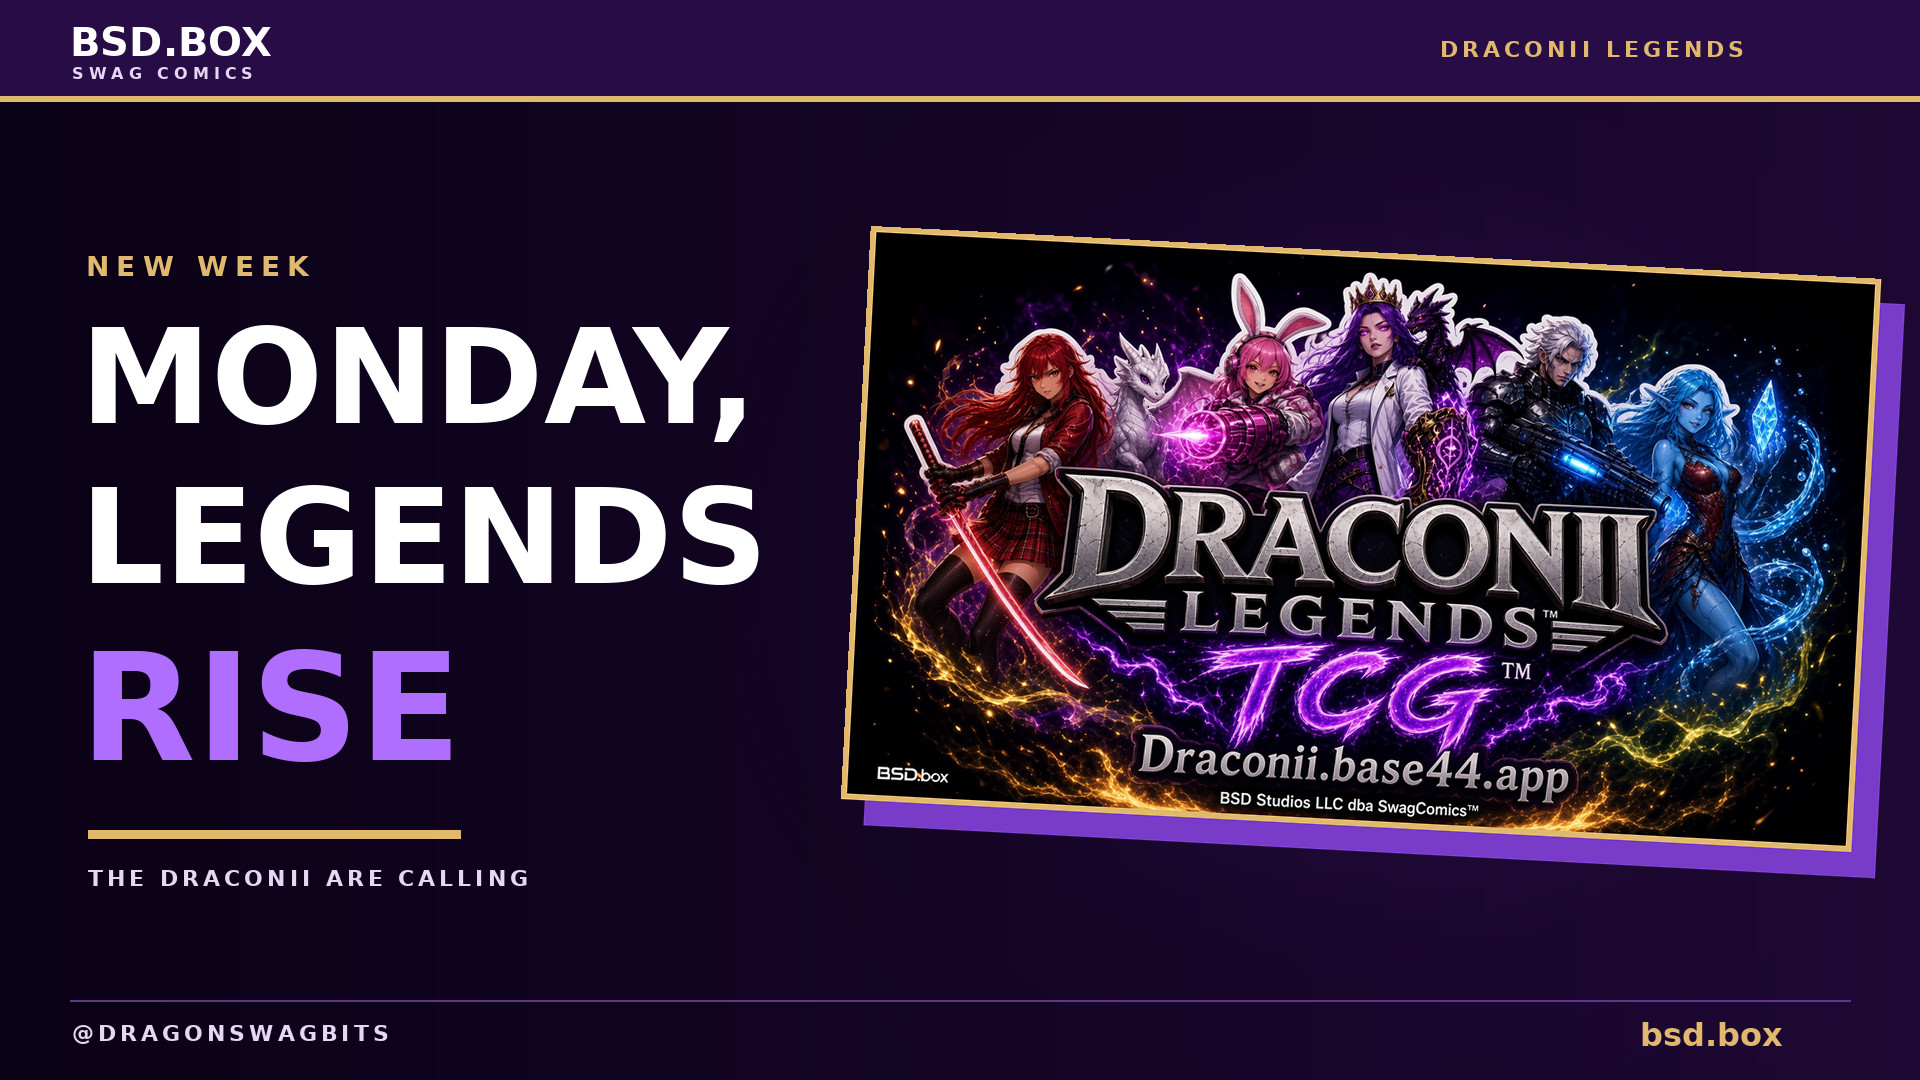 BSD.BOX
SWAG COMICS
DRACONII LEGENDS
NEW WEEK
MONDAY,
LEGENDS
RISE
THE DRACONII ARE CALLING
DRACONII
LEGENDS™
TCG™
Draconii.base44.app
BSD.box
BSD Studios LLC dba SwagComics™
@DRAGONSWAGBITS
bsd.box